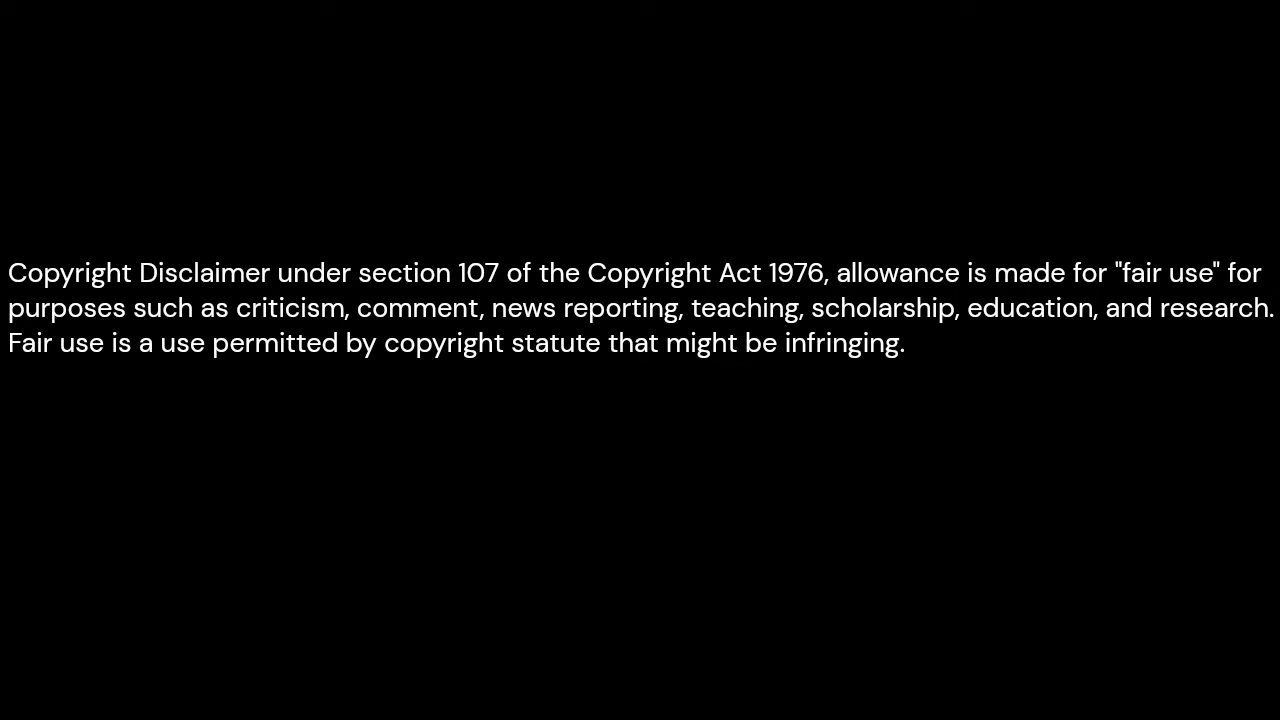 Copyright Disclaimer under section 107 of the Copyright Act 1976, allowance is made for "fair use" for
purposes such as criticism, comment, news reporting, teaching, scholarship, education, and research.
Fair use is a use permitted by copyright statute that might be infringing.